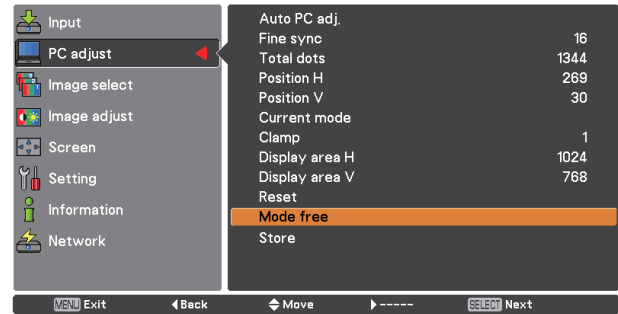 Input
PC adjust
Image select
Image adjust
Screen
Setting
Information
Network
Auto PC adj.
Fine sync 16
Total dots 1344
Position H 269
Position V 30
Current mode
Clamp 1
Display area H 1024
Display area V 768
Reset
Mode free
Store
MENU Exit Back Move ----- SELECT Next